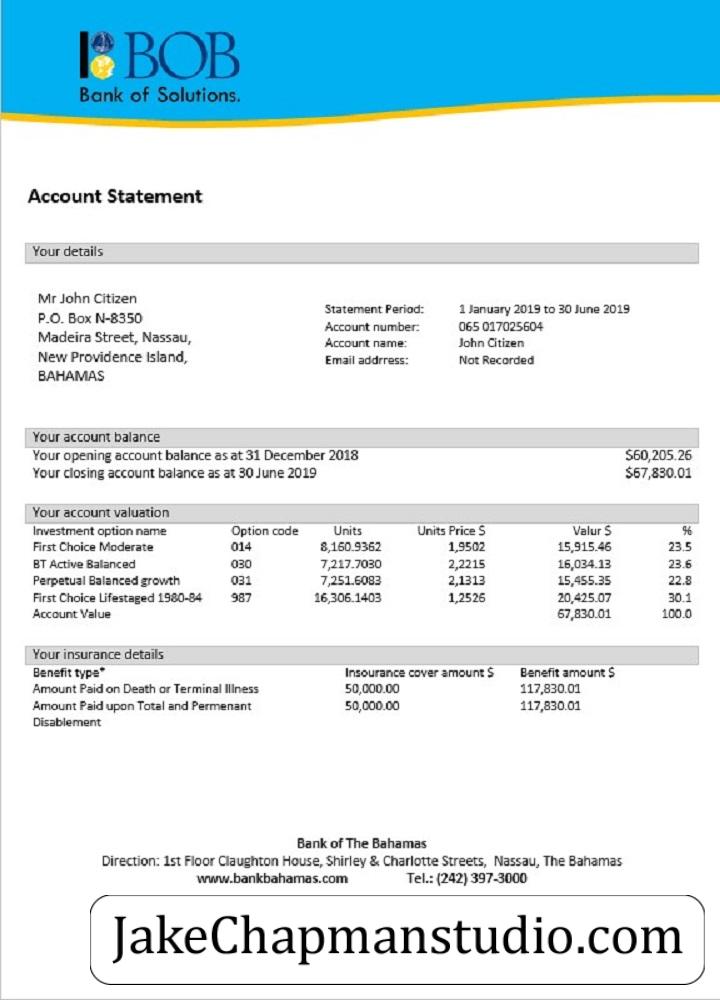 BOB
Bank of Solutions.
Account Statement
Your details
Mr John Citizen
P.O. Box N-8350
Madeira Street, Nassau,
New Providence Island,
BAHAMAS
Statement Period: 1 January 2019 to 30 June 2019
Account number: 065 017025604
Account name: John Citizen
Email addrress: Not Recorded
Your account balance
Your opening account balance as at 31 December 2018 $60,205.26
Your closing account balance as at 30 June 2019 $67,830.01
Your account valuation
Investment option name Option code Units Units Price $ Valur $ %
First Choice Moderate 014 8,160.9362 1,9502 15,915.46 23.5
BT Active Balanced 030 7,217.7030 2,2215 16,034.13 23.6
Perpetual Balanced growth 031 7,251.6083 2,1313 15,455.35 22.8
First Choice Lifestaged 1980-84 987 16,306.1403 1,2526 20,425.07 30.1
Account Value 67,830.01 100.0
Your insurance details
Benefit type* Insourance cover amount $ Benefit amount $
Amount Paid on Death or Terminal Illness 50,000.00 117,830.01
Amount Paid upon Total and Permenant 50,000.00 117,830.01
Disablement
Bank of The Bahamas
Direction: 1st Floor Claughton House, Shirley & Charlotte Streets, Nassau, The Bahamas
www.bankbahamas.com Tel.: (242) 397-3000
JakeChapmanstudio.com